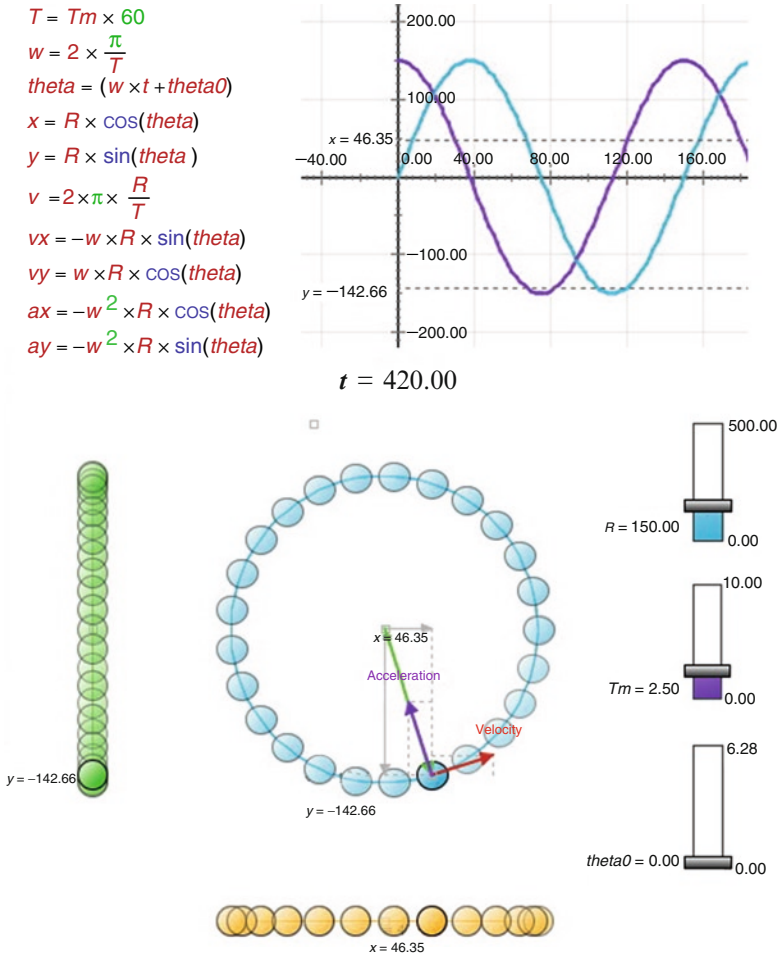 T = Tm × 60
w = 2 × π/T
theta = (w ×t +theta0)
x = R × cos(theta)
y = R × sin(theta )
v =2×π× R/T
vx = −w ×R × sin(theta)
vy = w ×R × cos(theta)
ax = −w² ×R × cos(theta)
ay = −w² ×R × sin(theta)
200.00
100.00
x = 46.35
−40.00 0.00 40.00 80.00 120.00 160.00
−100.00
y = −142.66
−200.00
t = 420.00
500.00
R = 150.00
0.00
10.00
x = 46.35
Acceleration
Tm = 2.50
0.00
Velocity
6.28
y = −142.66
y = −142.66
theta0 = 0.00
0.00
x = 46.35